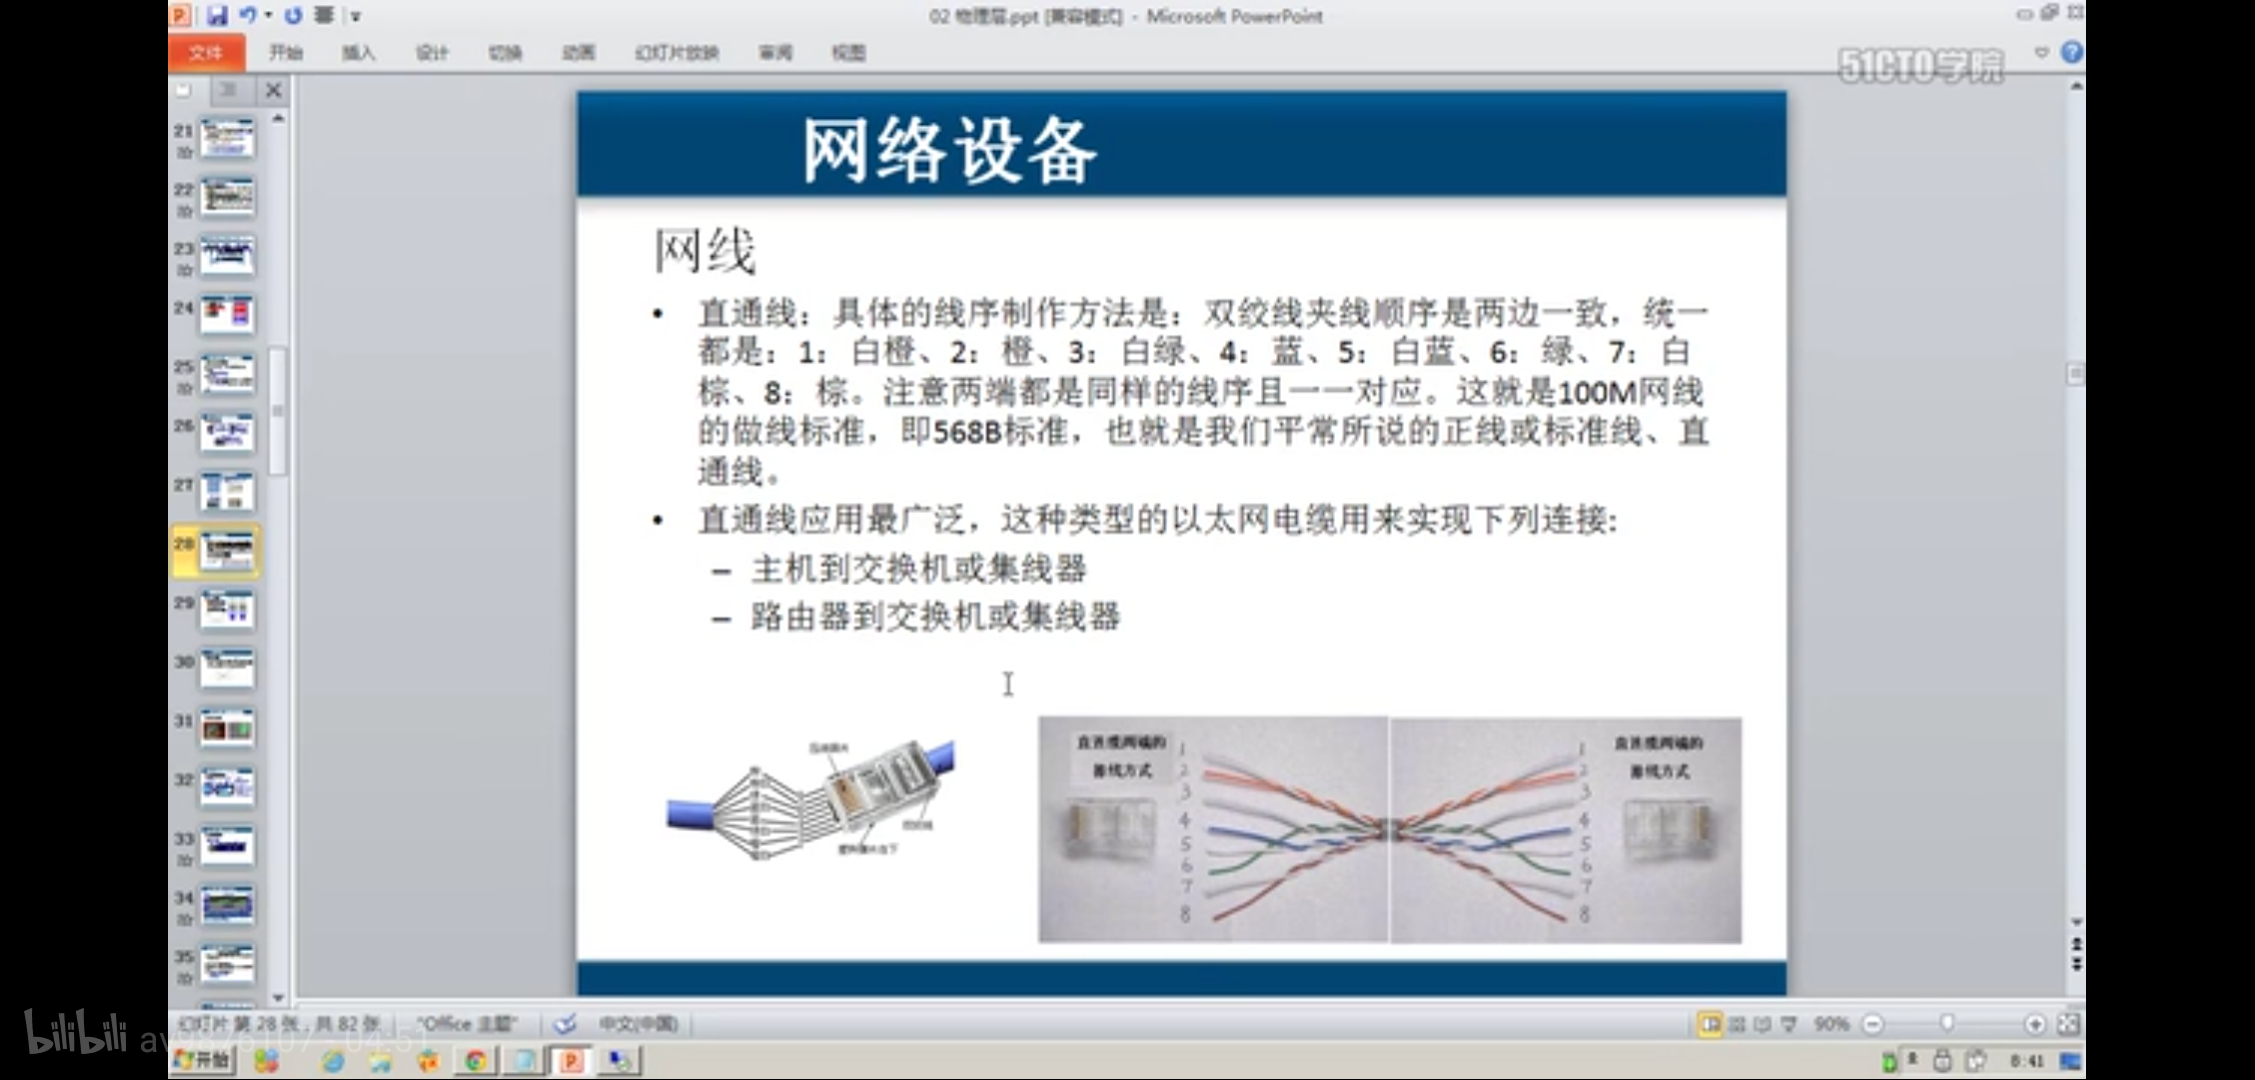 02 物理层.ppt [兼容模式] - Microsoft PowerPoint
文件 开始 插入 设计 切换 动画 幻灯片放映 审阅 视图
51CTO学院
21
22
23
24
25
26
27
28
29
30
31
32
33
34
35
网络设备
网线
• 直通线：具体的线序制作方法是：双绞线夹线顺序是两边一致，统一
都是：1：白橙、2：橙、3：白绿、4：蓝、5：白蓝、6：绿、7：白
棕、8：棕。注意两端都是同样的线序且一一对应。这就是100M网线
的做线标准，即568B标准，也就是我们平常所说的正线或标准线、直
通线。
• 直通线应用最广泛，这种类型的以太网电缆用来实现下列连接:
– 主机到交换机或集线器
– 路由器到交换机或集线器
直连缆两端的
接线方式
1
2
3
4
5
6
7
8
直连缆两端的
接线方式
1
2
3
4
5
6
7
8
幻灯片 第 28 张，共 82 张 "Office 主题" 中文(中国) 90%
bilibili
开始 8:41